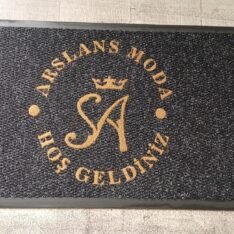 ARSLANS MODA
SA
HOŞ GELDİNİZ